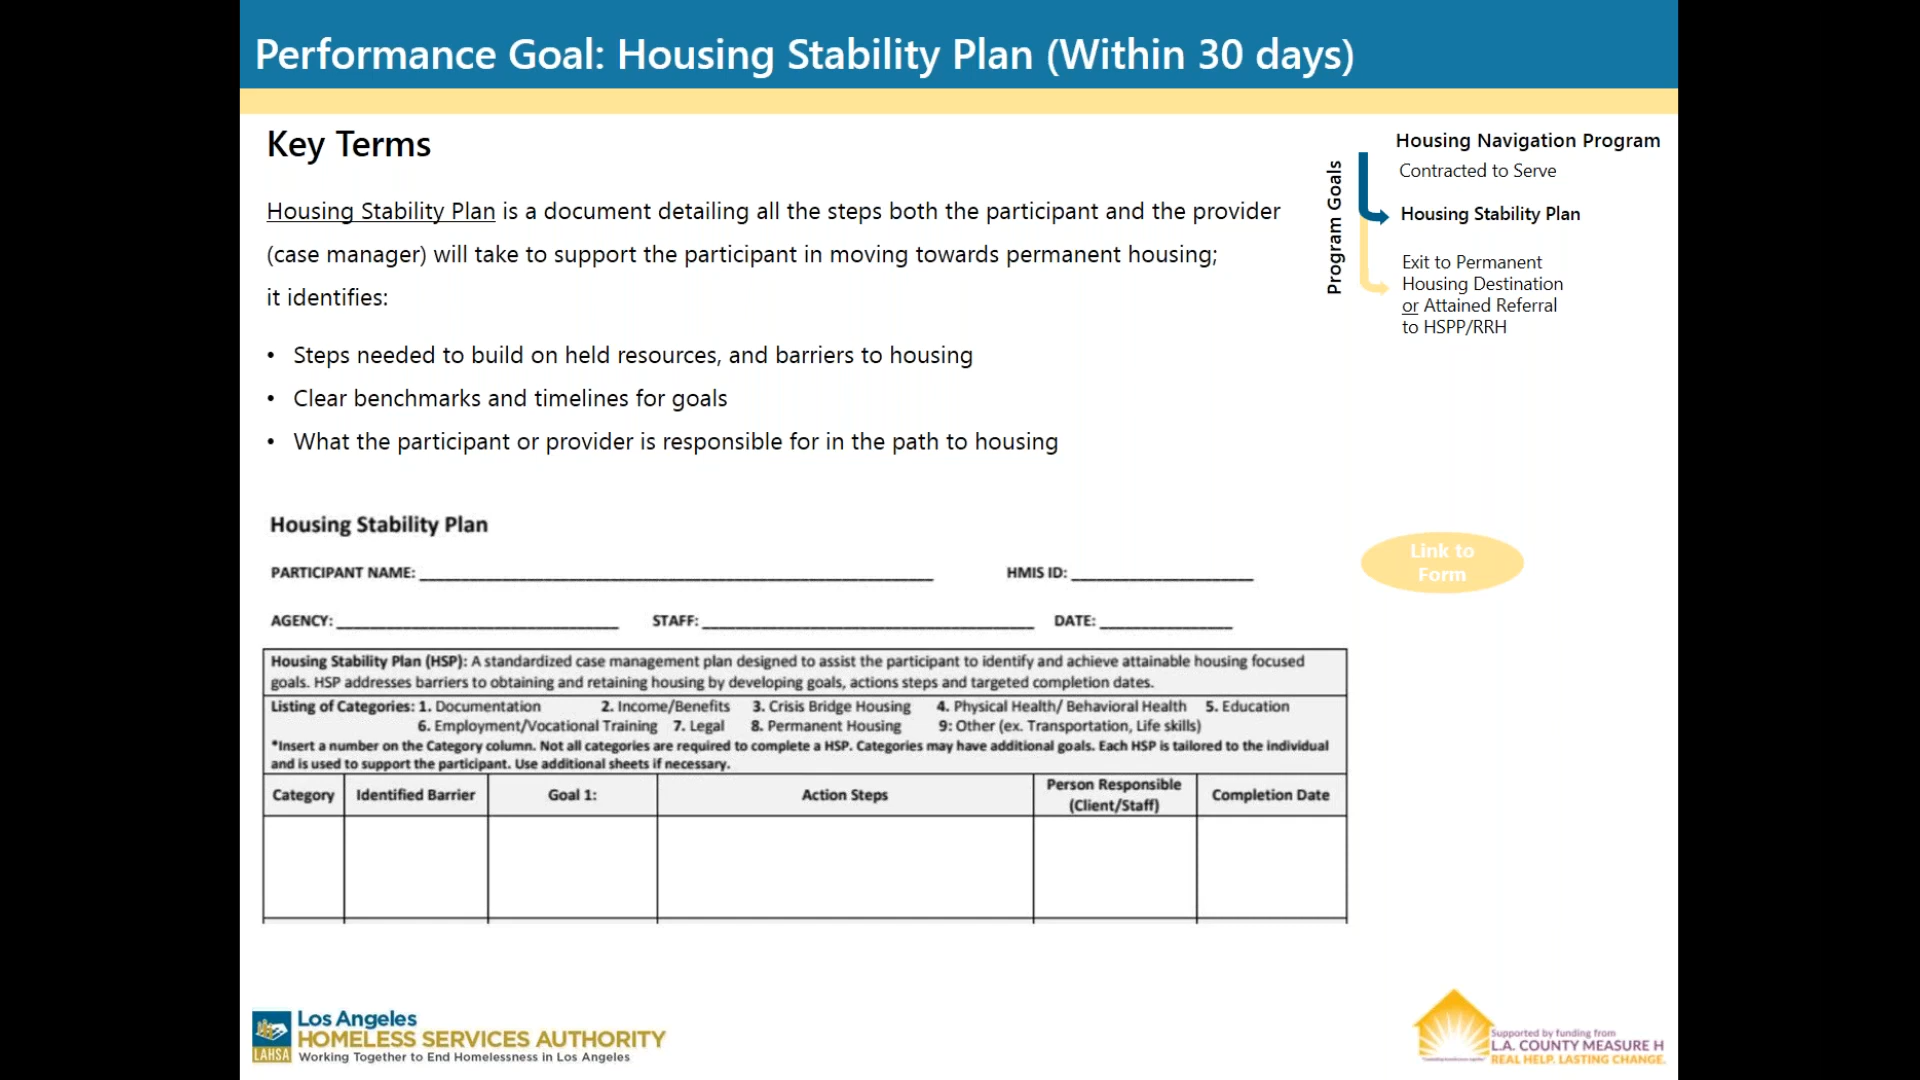 Performance Goal: Housing Stability Plan (Within 30 days)
Key Terms
Housing Stability Plan is a document detailing all the steps both the participant and the provider
(case manager) will take to support the participant in moving towards permanent housing;
it identifies:
• Steps needed to build on held resources, and barriers to housing
• Clear benchmarks and timelines for goals
• What the participant or provider is responsible for in the path to housing
Program Goals
Housing Navigation Program
Contracted to Serve
Housing Stability Plan
Exit to Permanent
Housing Destination
or Attained Referral
to HSPP/RRH
Housing Stability Plan
PARTICIPANT NAME: HMIS ID:
AGENCY: STAFF: DATE:
Link to
Form
Housing Stability Plan (HSP): A standardized case management plan designed to assist the participant to identify and achieve attainable housing focused
goals. HSP addresses barriers to obtaining and retaining housing by developing goals, actions steps and targeted completion dates.
Listing of Categories: 1. Documentation 2. Income/Benefits 3. Crisis Bridge Housing 4. Physical Health/ Behavioral Health 5. Education
6. Employment/Vocational Training 7. Legal 8. Permanent Housing 9: Other (ex. Transportation, Life skills)
*Insert a number on the Category column. Not all categories are required to complete a HSP. Categories may have additional goals. Each HSP is tailored to the individual
and is used to support the participant. Use additional sheets if necessary.
Category Identified Barrier Goal 1: Action Steps Person Responsible (Client/Staff) Completion Date
LAHSA
Los Angeles
HOMELESS SERVICES AUTHORITY
Working Together to End Homelessness in Los Angeles
Supported by funding from
L.A. COUNTY MEASURE H
REAL HELP. LASTING CHANGE.